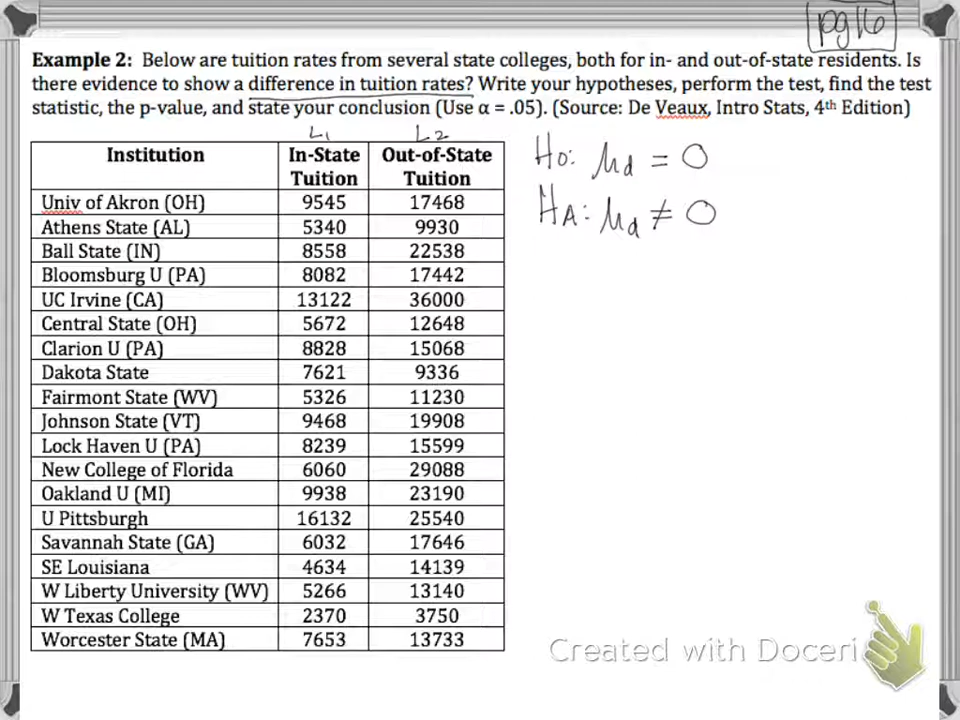 pg 16
Example 2: Below are tuition rates from several state colleges, both for in- and out-of-state residents. Is
there evidence to show a difference in tuition rates? Write your hypotheses, perform the test, find the test
statistic, the p-value, and state your conclusion (Use α = .05). (Source: De Veaux, Intro Stats, 4th Edition)
L1 L2
Institution In-State Tuition Out-of-State Tuition
Univ of Akron (OH) 9545 17468
Athens State (AL) 5340 9930
Ball State (IN) 8558 22538
Bloomsburg U (PA) 8082 17442
UC Irvine (CA) 13122 36000
Central State (OH) 5672 12648
Clarion U (PA) 8828 15068
Dakota State 7621 9336
Fairmont State (WV) 5326 11230
Johnson State (VT) 9468 19908
Lock Haven U (PA) 8239 15599
New College of Florida 6060 29088
Oakland U (MI) 9938 23190
U Pittsburgh 16132 25540
Savannah State (GA) 6032 17646
SE Louisiana 4634 14139
W Liberty University (WV) 5266 13140
W Texas College 2370 3750
Worcester State (MA) 7653 13733
Ho: μd = 0
HA: μd ≠ 0
Created with Doceri